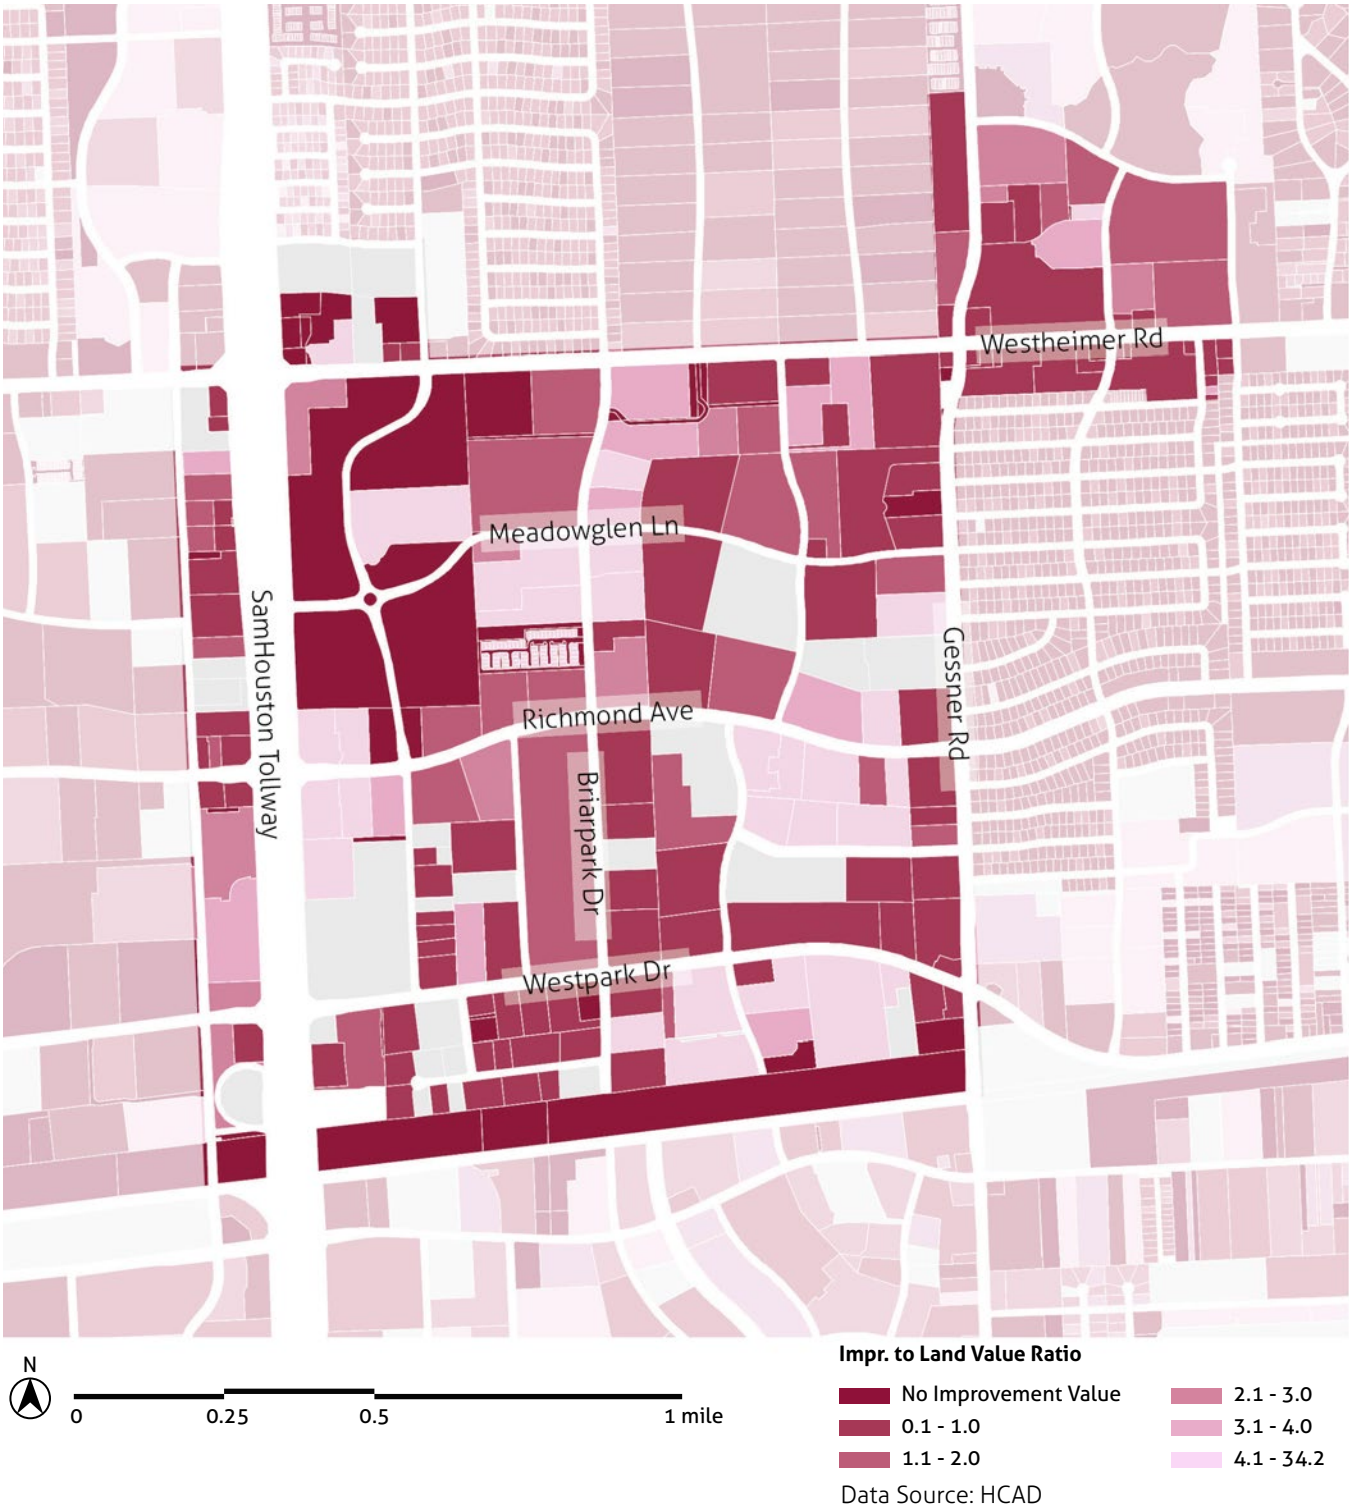 Westheimer Rd
Meadowglen Ln
SamHouston Tollway
Gessner Rd
Richmond Ave
Briarpark Dr
Westpark Dr
N
0 0.25 0.5 1 mile
Impr. to Land Value Ratio
No Improvement Value 2.1 - 3.0
0.1 - 1.0 3.1 - 4.0
1.1 - 2.0 4.1 - 34.2
Data Source: HCAD